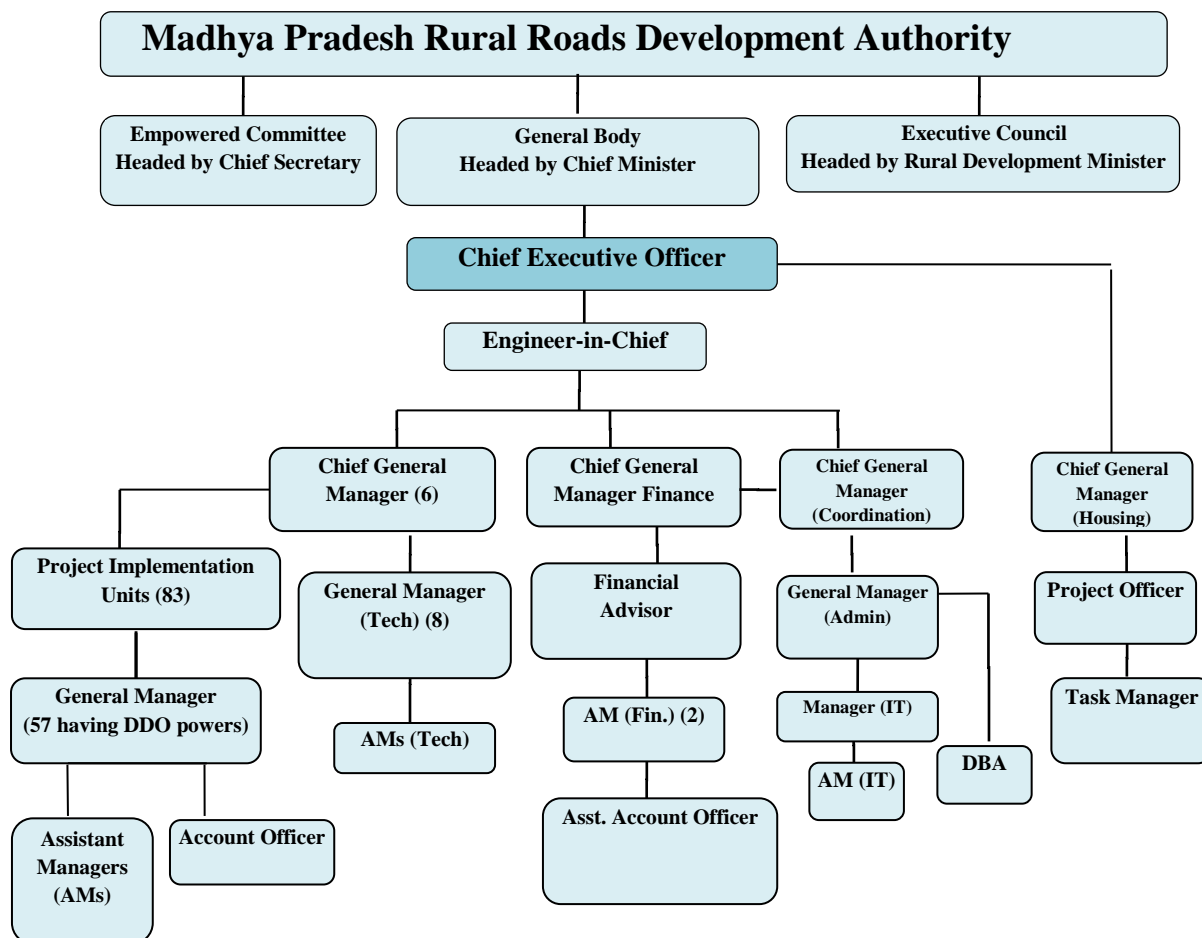 Madhya Pradesh Rural Roads Development Authority
Empowered Committee
Headed by Chief Secretary
General Body
Headed by Chief Minister
Executive Council
Headed by Rural Development Minister
Chief Executive Officer
Engineer-in-Chief
Chief General
Manager (6)
Chief General
Manager Finance
Chief General
Manager
(Coordination)
Chief General
Manager
(Housing)
Project Implementation
Units (83)
General Manager
(Tech) (8)
Financial
Advisor
General Manager
(Admin)
Project Officer
General Manager
(57 having DDO powers)
AMs (Tech)
AM (Fin.) (2)
Manager (IT)
Task Manager
AM (IT)
DBA
Assistant
Managers
(AMs)
Account Officer
Asst. Account Officer